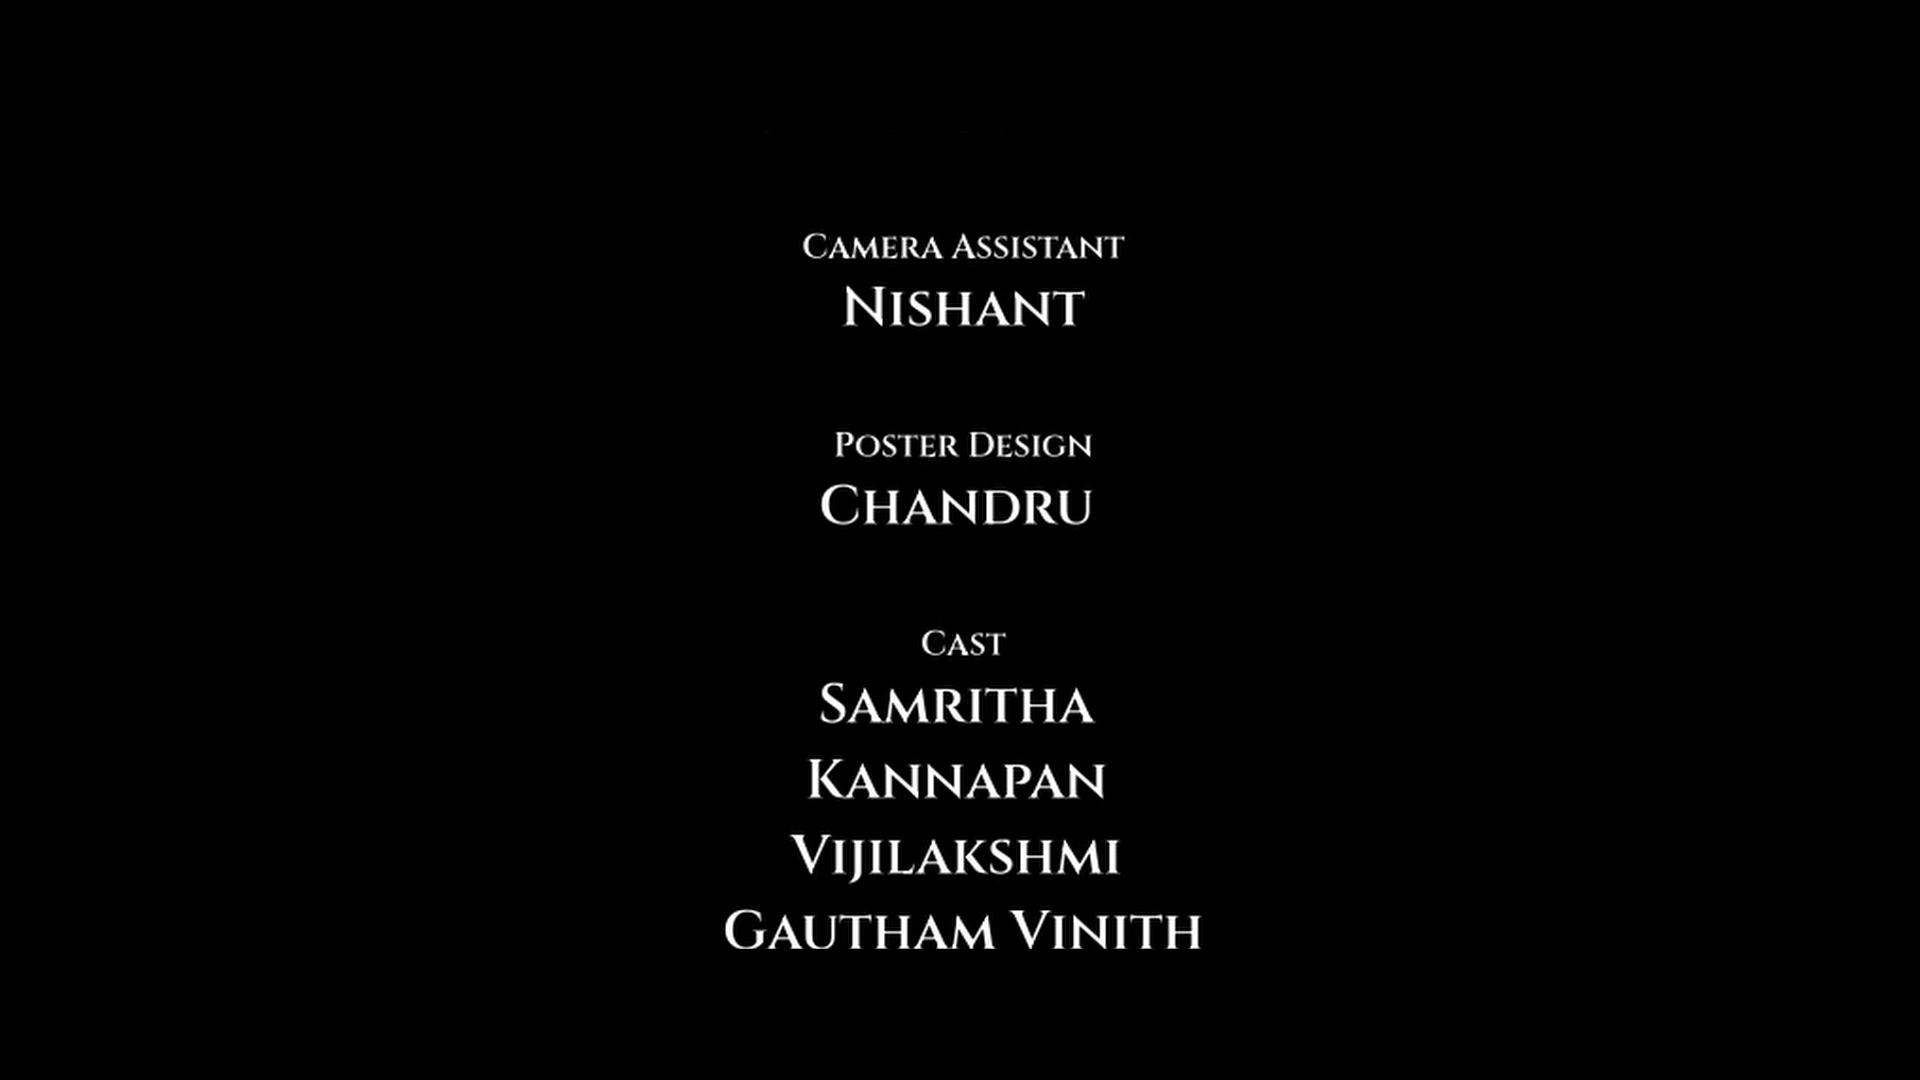 Camera Assistant
Nishant
Poster Design
Chandru
Cast
Samritha
Kannapan
Vijilakshmi
Gautham Vinith